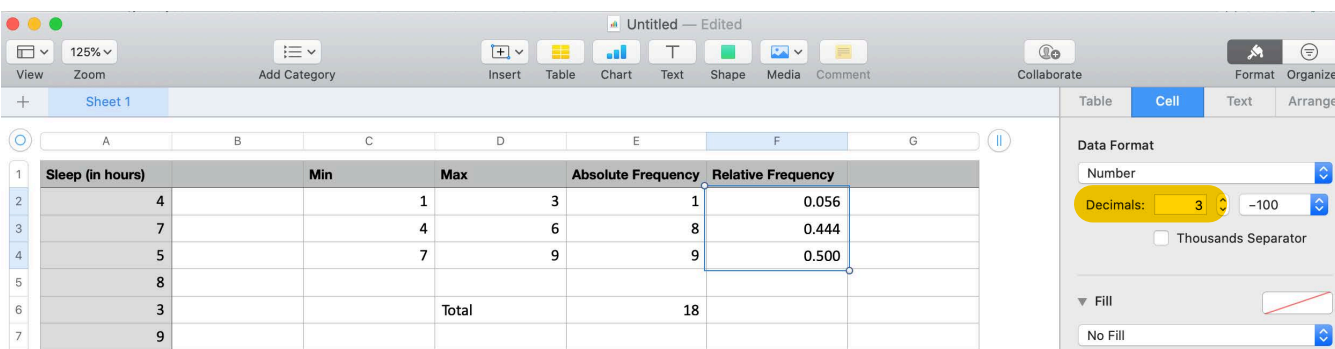 Untitled — Edited
125%
View Zoom Add Category Insert Table Chart Text Shape Media Comment Collaborate Format Organize
+ Sheet 1 Table Cell Text Arrange
A B C D E F G
Data Format
1 Sleep (in hours) Min Max Absolute Frequency Relative Frequency
Number
2 4 1 3 1 0.056
Decimals: 3 -100
3 7 4 6 8 0.444
Thousands Separator
4 5 7 9 9 0.500
5 8
6 3 Total 18
Fill
7 9
No Fill